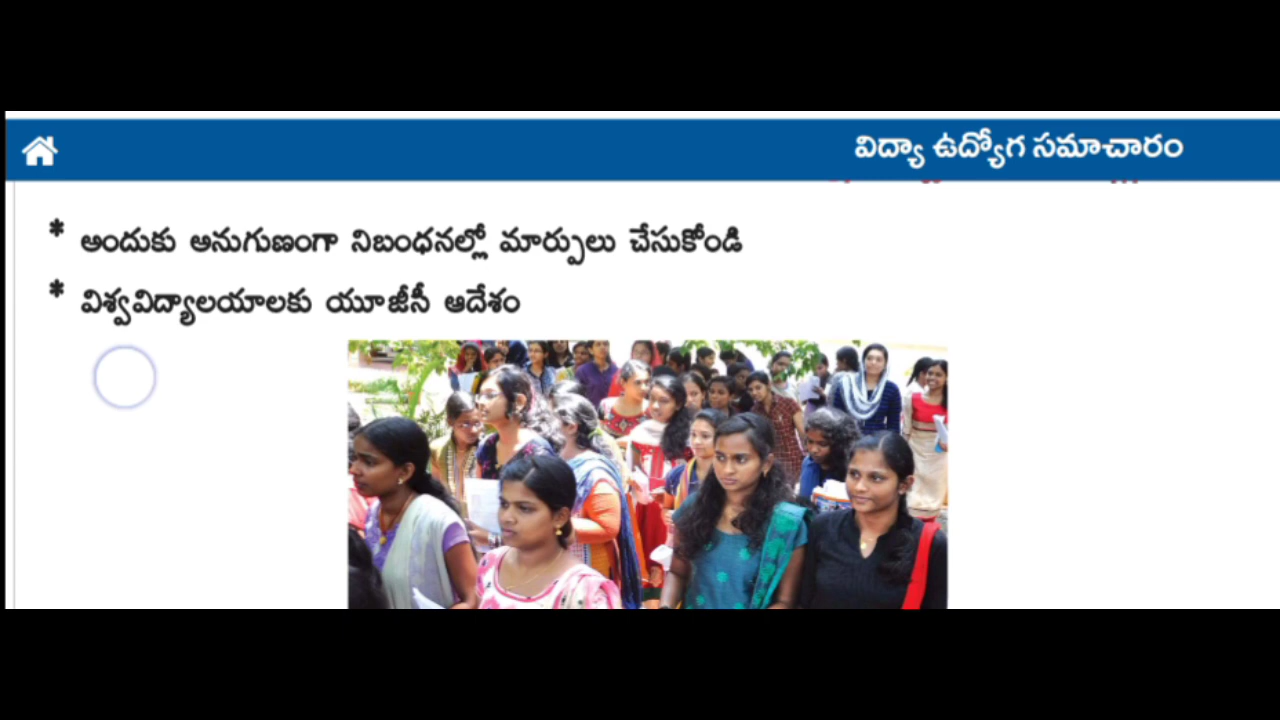 విద్యా ఉద్యోగ సమాచారం
* అందుకు అనుగుణంగా నిబంధనల్లో మార్పులు చేసుకోండి
* విశ్వవిద్యాలయాలకు యూజీసీ ఆదేశం